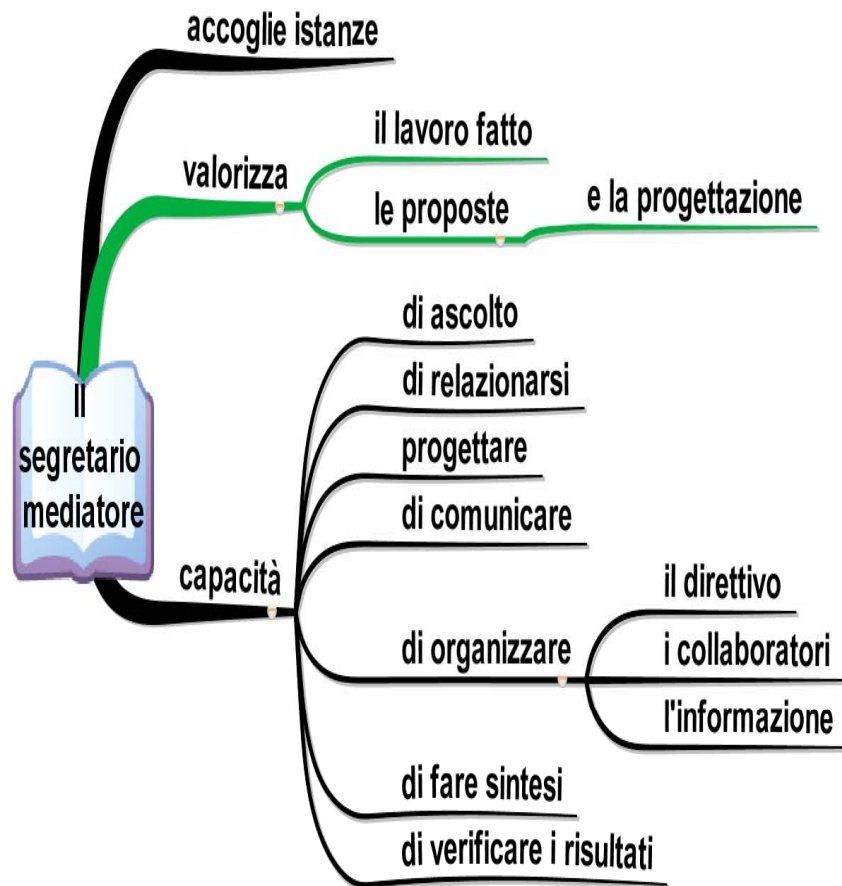 accoglie istanze
il lavoro fatto
valorizza
le proposte
e la progettazione
di ascolto
di relazionarsi
Il
segretario
mediatore
progettare
di comunicare
capacità
il direttivo
di organizzare
i collaboratori
l'informazione
di fare sintesi
di verificare i risultati